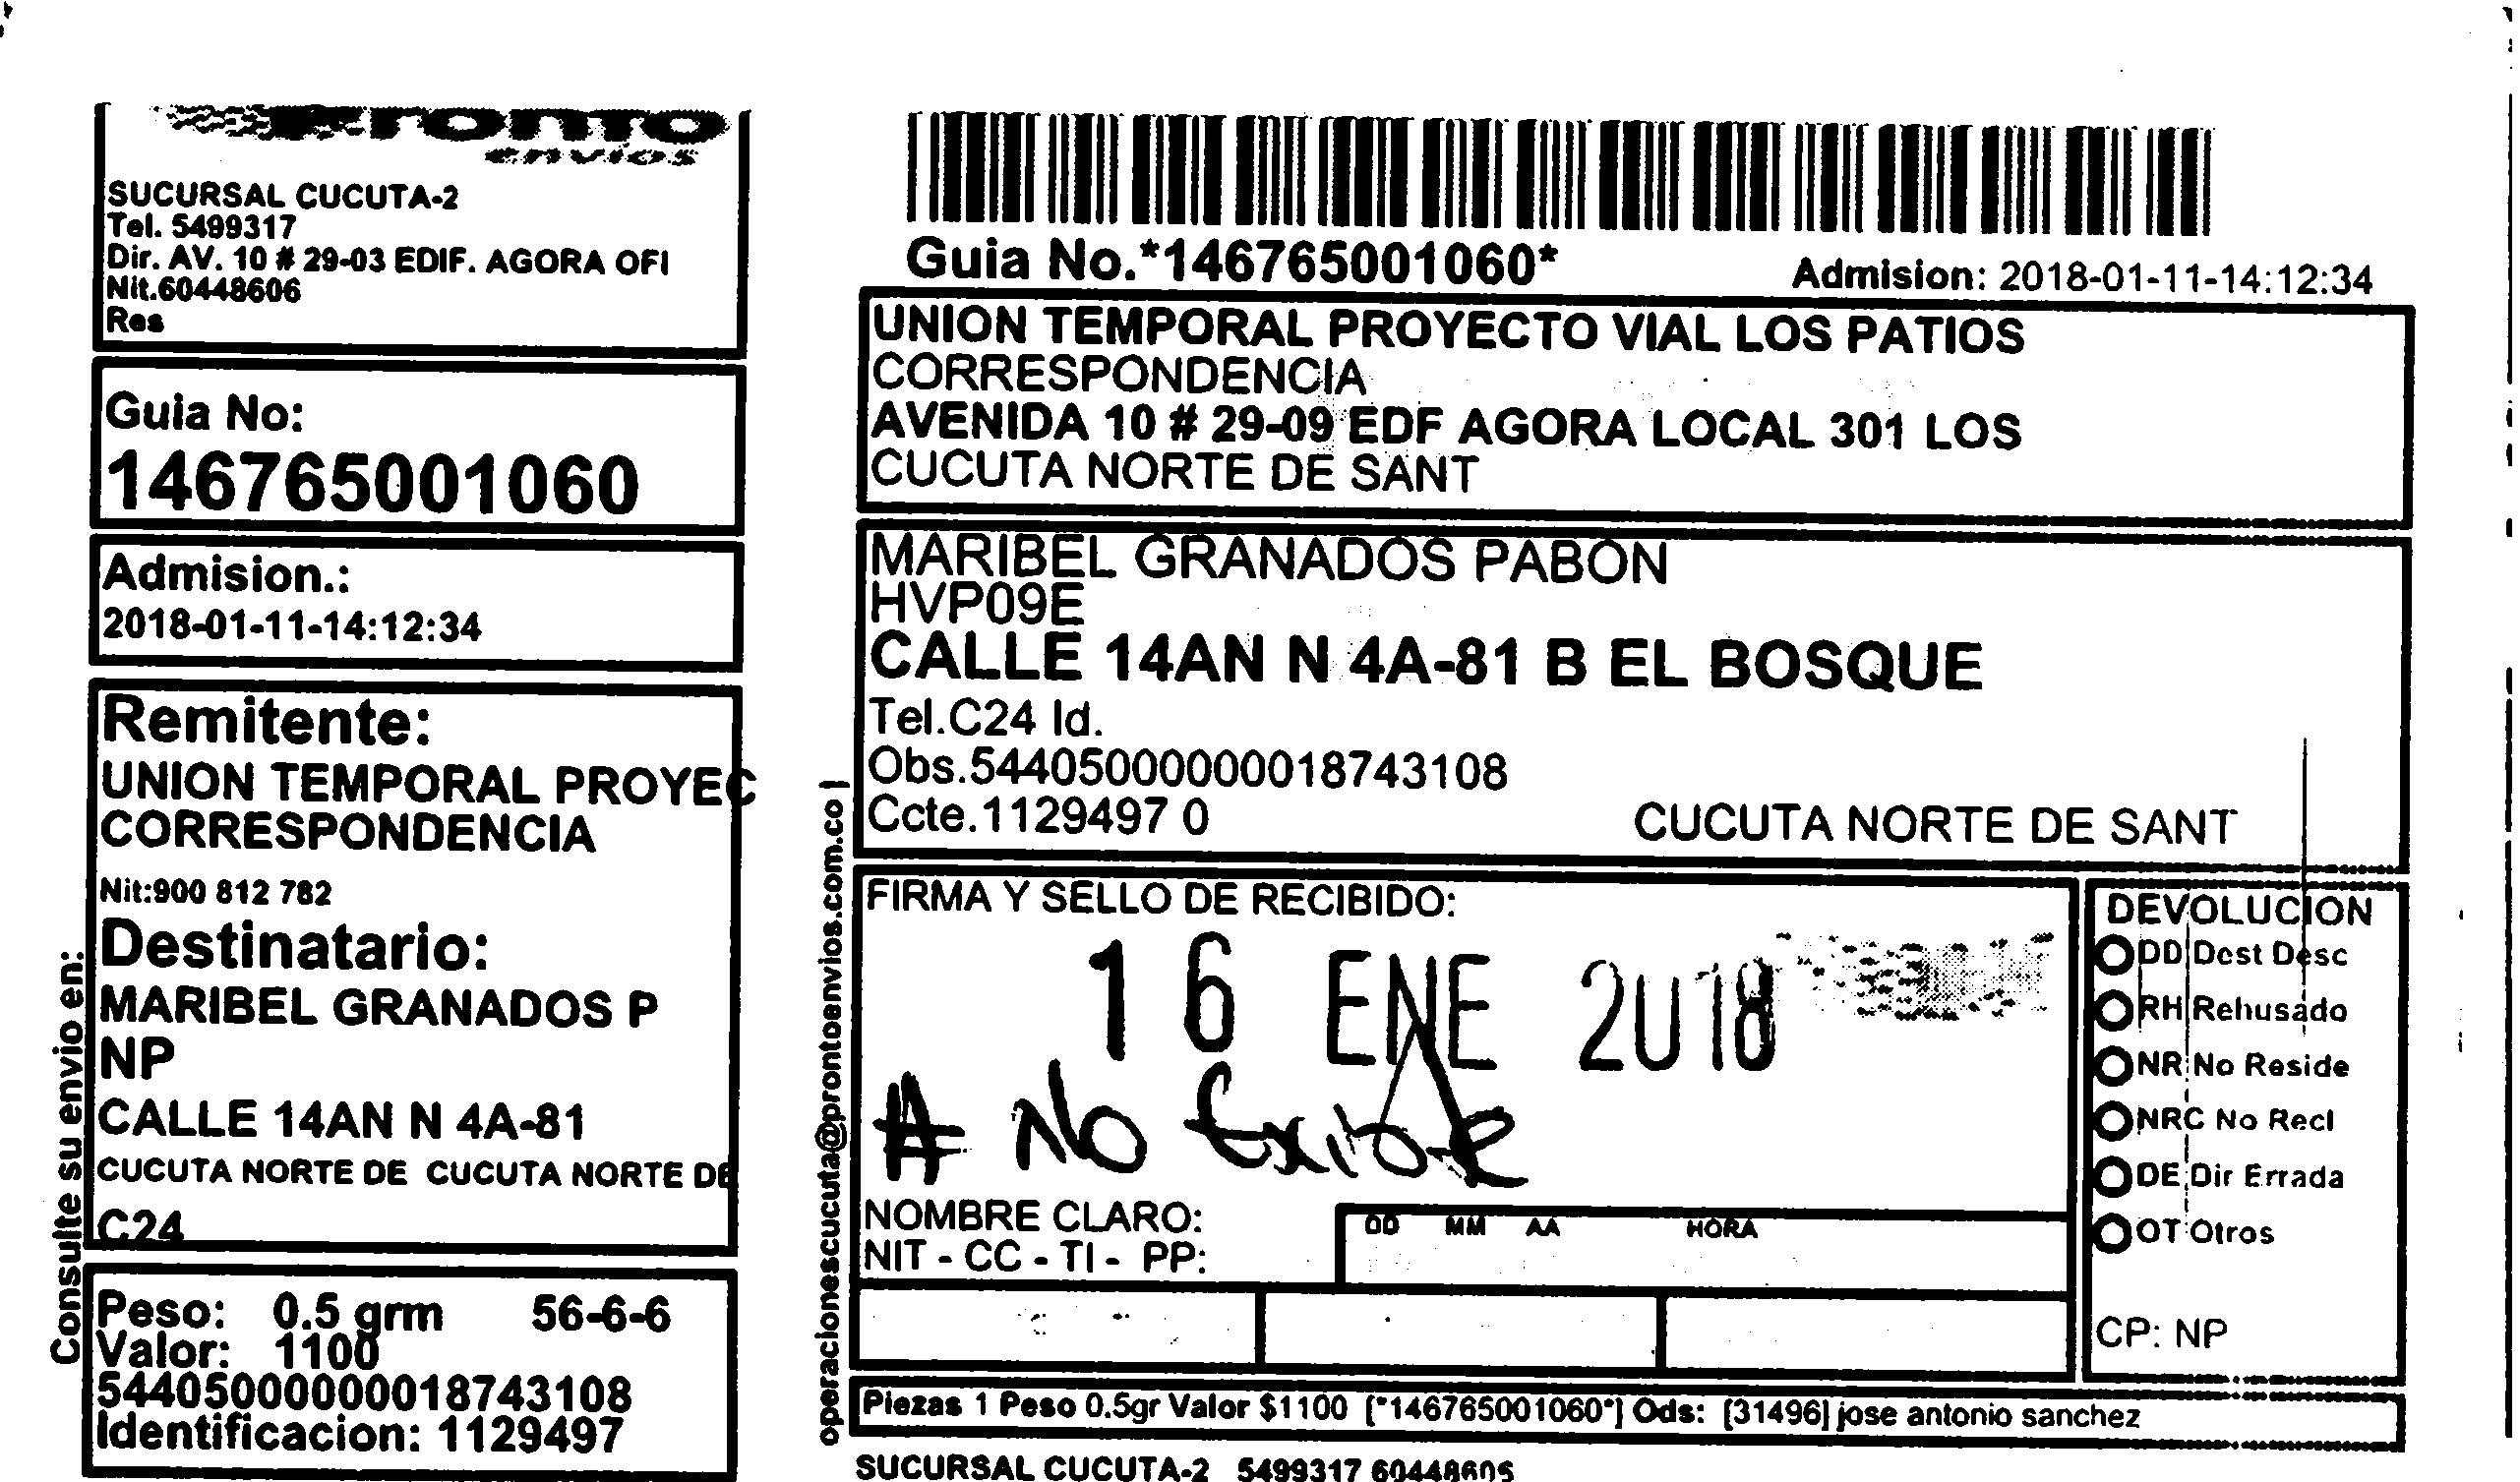 Pronto
envios
SUCURSAL CUCUTA-2
Tel. 5499317
Dir. AV. 10 # 29-03 EDIF. AGORA OFI
Nit.60448606
Res
Guia No:
146765001060
Admision.:
2018-01-11-14:12:34
Remitente:
UNION TEMPORAL PROYEC
CORRESPONDENCIA
Nit:900 812 782
Destinatario:
MARIBEL GRANADOS P
NP
CALLE 14AN N 4A-81
CUCUTA NORTE DE CUCUTA NORTE DE
C24
Peso: 0.5 grm 56-6-6
Valor: 1100
544050000000018743108
Identificacion: 1129497
Consulte su envio en:
operacionescucuta@prontoenvios.com.co |
Guia No.*146765001060*
Admision: 2018-01-11-14:12:34
UNION TEMPORAL PROYECTO VIAL LOS PATIOS
CORRESPONDENCIA
AVENIDA 10 # 29-09 EDF AGORA LOCAL 301 LOS
CUCUTA NORTE DE SANT
MARIBEL GRANADOS PABON
HVP09E
CALLE 14AN N 4A-81 B EL BOSQUE
Tel.C24 Id.
Obs.544050000000018743108
Ccte.1129497 0
CUCUTA NORTE DE SANT
FIRMA Y SELLO DE RECIBIDO:
16 ENE 2018
# No Existe
NOMBRE CLARO:
NIT - CC - TI - PP:
DD MM AA HORA
DEVOLUCION
DD Dest Desc
RH Rehusado
NR No Reside
NRC No Recl
DE Dir Errada
OT Otros
CP: NP
Piezas 1 Peso 0.5gr Valor $1100 [*146765001060*] Ods: [31496] jose antonio sanchez
SUCURSAL CUCUTA-2 5499317 60448606